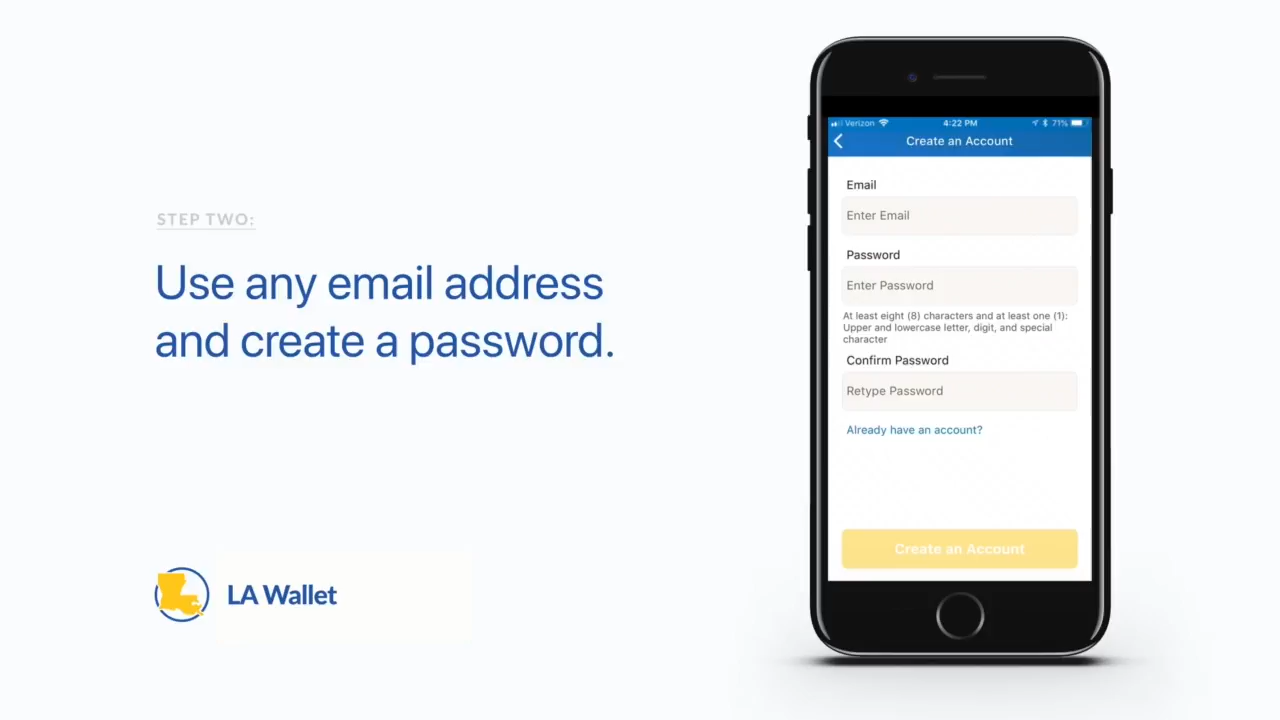 STEP TWO:
Use any email address
and create a password.
LA Wallet
Verizon 4:22 PM 71%
Create an Account
Email
Enter Email
Password
Enter Password
At least eight (8) characters and at least one (1):
Upper and lowercase letter, digit, and special
character
Confirm Password
Retype Password
Already have an account?
Create an Account